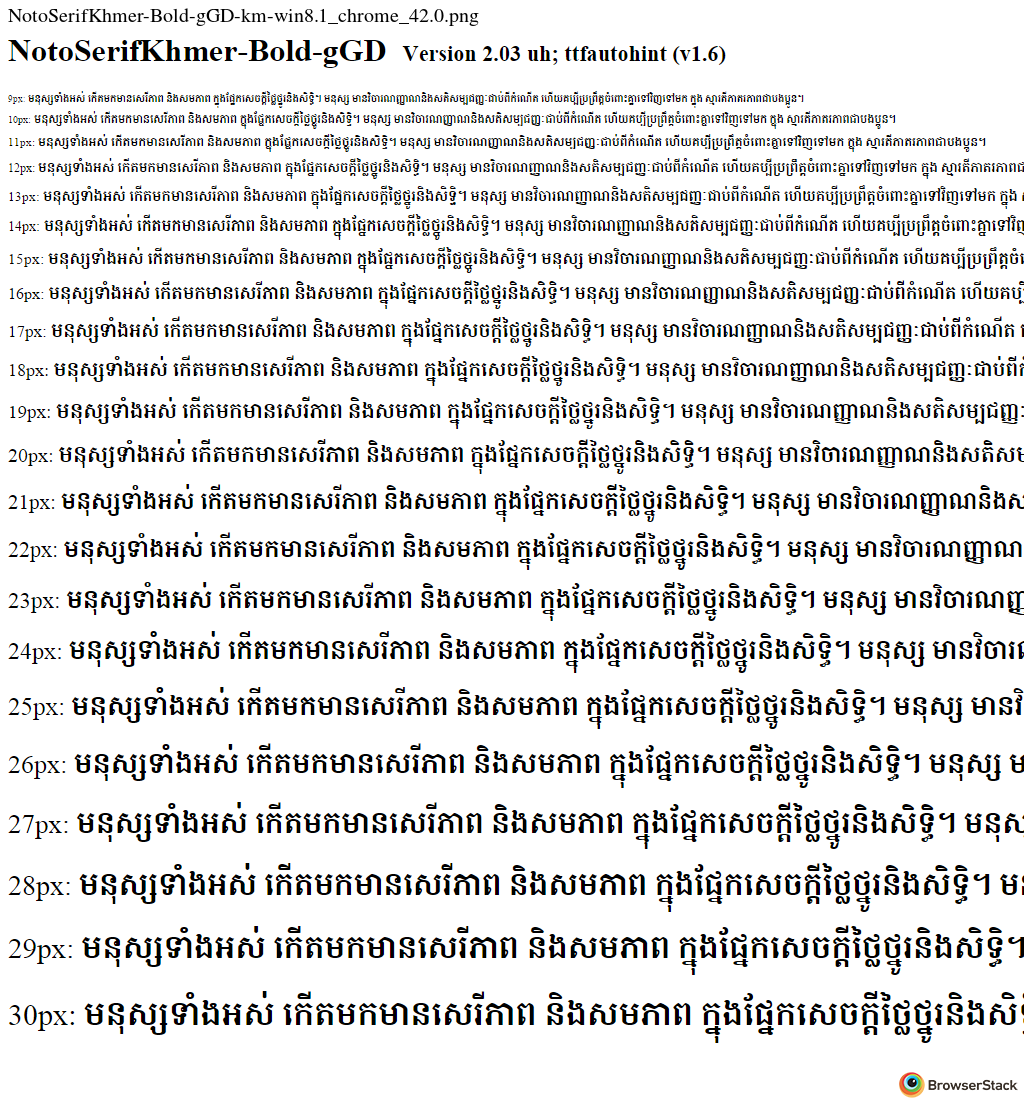 NotoSerifKhmer-Bold-gGD-km-win8.1_chrome_42.0.png
NotoSerifKhmer-Bold-gGD Version 2.03 uh; ttfautohint (v1.6)
9px: មនុស្សទាំងអស់ កើតមកមានសេរីភាព និងសមភាព ក្នុងផ្នែកសេចក្ដីថ្លៃថ្នូរនិងសិទ្ធិ។ មនុស្ស មានវិចារណញ្ញាណនិងសតិសម្បជញ្ញៈជាប់ពីកំណើត ហើយគប្បីប្រព្រឹត្ដចំពោះគ្នាទៅវិញទៅមក ក្នុង ស្មារតីភាតរភាពជាបងប្អូន។
10px: មនុស្សទាំងអស់ កើតមកមានសេរីភាព និងសមភាព ក្នុងផ្នែកសេចក្ដីថ្លៃថ្នូរនិងសិទ្ធិ។ មនុស្ស មានវិចារណញ្ញាណនិងសតិសម្បជញ្ញៈជាប់ពីកំណើត ហើយគប្បីប្រព្រឹត្ដចំពោះគ្នាទៅវិញទៅមក ក្នុង ស្មារតីភាតរភាពជាបងប្អូន។
11px: មនុស្សទាំងអស់ កើតមកមានសេរីភាព និងសមភាព ក្នុងផ្នែកសេចក្ដីថ្លៃថ្នូរនិងសិទ្ធិ។ មនុស្ស មានវិចារណញ្ញាណនិងសតិសម្បជញ្ញៈជាប់ពីកំណើត ហើយគប្បីប្រព្រឹត្ដចំពោះគ្នាទៅវិញទៅមក ក្នុង ស្មារតីភាតរភាពជាបងប្អូន។
12px: មនុស្សទាំងអស់ កើតមកមានសេរីភាព និងសមភាព ក្នុងផ្នែកសេចក្ដីថ្លៃថ្នូរនិងសិទ្ធិ។ មនុស្ស មានវិចារណញ្ញាណនិងសតិសម្បជញ្ញៈជាប់ពីកំណើត ហើយគប្បីប្រព្រឹត្ដចំពោះគ្នាទៅវិញទៅមក ក្នុង ស្មារតីភាតរភាពជា
13px: មនុស្សទាំងអស់ កើតមកមានសេរីភាព និងសមភាព ក្នុងផ្នែកសេចក្ដីថ្លៃថ្នូរនិងសិទ្ធិ។ មនុស្ស មានវិចារណញ្ញាណនិងសតិសម្បជញ្ញៈជាប់ពីកំណើត ហើយគប្បីប្រព្រឹត្ដចំពោះគ្នាទៅវិញទៅមក ក្នុង
14px: មនុស្សទាំងអស់ កើតមកមានសេរីភាព និងសមភាព ក្នុងផ្នែកសេចក្ដីថ្លៃថ្នូរនិងសិទ្ធិ។ មនុស្ស មានវិចារណញ្ញាណនិងសតិសម្បជញ្ញៈជាប់ពីកំណើត ហើយគប្បីប្រព្រឹត្ដចំពោះគ្នាទៅវិញ
15px: មនុស្សទាំងអស់ កើតមកមានសេរីភាព និងសមភាព ក្នុងផ្នែកសេចក្ដីថ្លៃថ្នូរនិងសិទ្ធិ។ មនុស្ស មានវិចារណញ្ញាណនិងសតិសម្បជញ្ញៈជាប់ពីកំណើត ហើយគប្បីប្រព្រឹត្ដចំ
16px: មនុស្សទាំងអស់ កើតមកមានសេរីភាព និងសមភាព ក្នុងផ្នែកសេចក្ដីថ្លៃថ្នូរនិងសិទ្ធិ។ មនុស្ស មានវិចារណញ្ញាណនិងសតិសម្បជញ្ញៈជាប់ពីកំណើត ហើយគប្បី
17px: មនុស្សទាំងអស់ កើតមកមានសេរីភាព និងសមភាព ក្នុងផ្នែកសេចក្ដីថ្លៃថ្នូរនិងសិទ្ធិ។ មនុស្ស មានវិចារណញ្ញាណនិងសតិសម្បជញ្ញៈជាប់ពីកំណើត
18px: មនុស្សទាំងអស់ កើតមកមានសេរីភាព និងសមភាព ក្នុងផ្នែកសេចក្ដីថ្លៃថ្នូរនិងសិទ្ធិ។ មនុស្ស មានវិចារណញ្ញាណនិងសតិសម្បជញ្ញៈជាប់ពី
19px: មនុស្សទាំងអស់ កើតមកមានសេរីភាព និងសមភាព ក្នុងផ្នែកសេចក្ដីថ្លៃថ្នូរនិងសិទ្ធិ។ មនុស្ស មានវិចារណញ្ញាណនិងសតិសម្បជញ្ញៈ
20px: មនុស្សទាំងអស់ កើតមកមានសេរីភាព និងសមភាព ក្នុងផ្នែកសេចក្ដីថ្លៃថ្នូរនិងសិទ្ធិ។ មនុស្ស មានវិចារណញ្ញាណនិងសតិសម
21px: មនុស្សទាំងអស់ កើតមកមានសេរីភាព និងសមភាព ក្នុងផ្នែកសេចក្ដីថ្លៃថ្នូរនិងសិទ្ធិ។ មនុស្ស មានវិចារណញ្ញាណនិងស
22px: មនុស្សទាំងអស់ កើតមកមានសេរីភាព និងសមភាព ក្នុងផ្នែកសេចក្ដីថ្លៃថ្នូរនិងសិទ្ធិ។ មនុស្ស មានវិចារណញ្ញាណ
23px: មនុស្សទាំងអស់ កើតមកមានសេរីភាព និងសមភាព ក្នុងផ្នែកសេចក្ដីថ្លៃថ្នូរនិងសិទ្ធិ។ មនុស្ស មានវិចារណញ្ញ
24px: មនុស្សទាំងអស់ កើតមកមានសេរីភាព និងសមភាព ក្នុងផ្នែកសេចក្ដីថ្លៃថ្នូរនិងសិទ្ធិ។ មនុស្ស មានវិចារ
25px: មនុស្សទាំងអស់ កើតមកមានសេរីភាព និងសមភាព ក្នុងផ្នែកសេចក្ដីថ្លៃថ្នូរនិងសិទ្ធិ។ មនុស្ស មានវិ
26px: មនុស្សទាំងអស់ កើតមកមានសេរីភាព និងសមភាព ក្នុងផ្នែកសេចក្ដីថ្លៃថ្នូរនិងសិទ្ធិ។ មនុស្ស ម
27px: មនុស្សទាំងអស់ កើតមកមានសេរីភាព និងសមភាព ក្នុងផ្នែកសេចក្ដីថ្លៃថ្នូរនិងសិទ្ធិ។ មនុស
28px: មនុស្សទាំងអស់ កើតមកមានសេរីភាព និងសមភាព ក្នុងផ្នែកសេចក្ដីថ្លៃថ្នូរនិងសិទ្ធិ។ ម
29px: មនុស្សទាំងអស់ កើតមកមានសេរីភាព និងសមភាព ក្នុងផ្នែកសេចក្ដីថ្លៃថ្នូរនិងសិទ្ធិ។
30px: មនុស្សទាំងអស់ កើតមកមានសេរីភាព និងសមភាព ក្នុងផ្នែកសេចក្ដីថ្លៃថ្នូរនិងសិ
BrowserStack